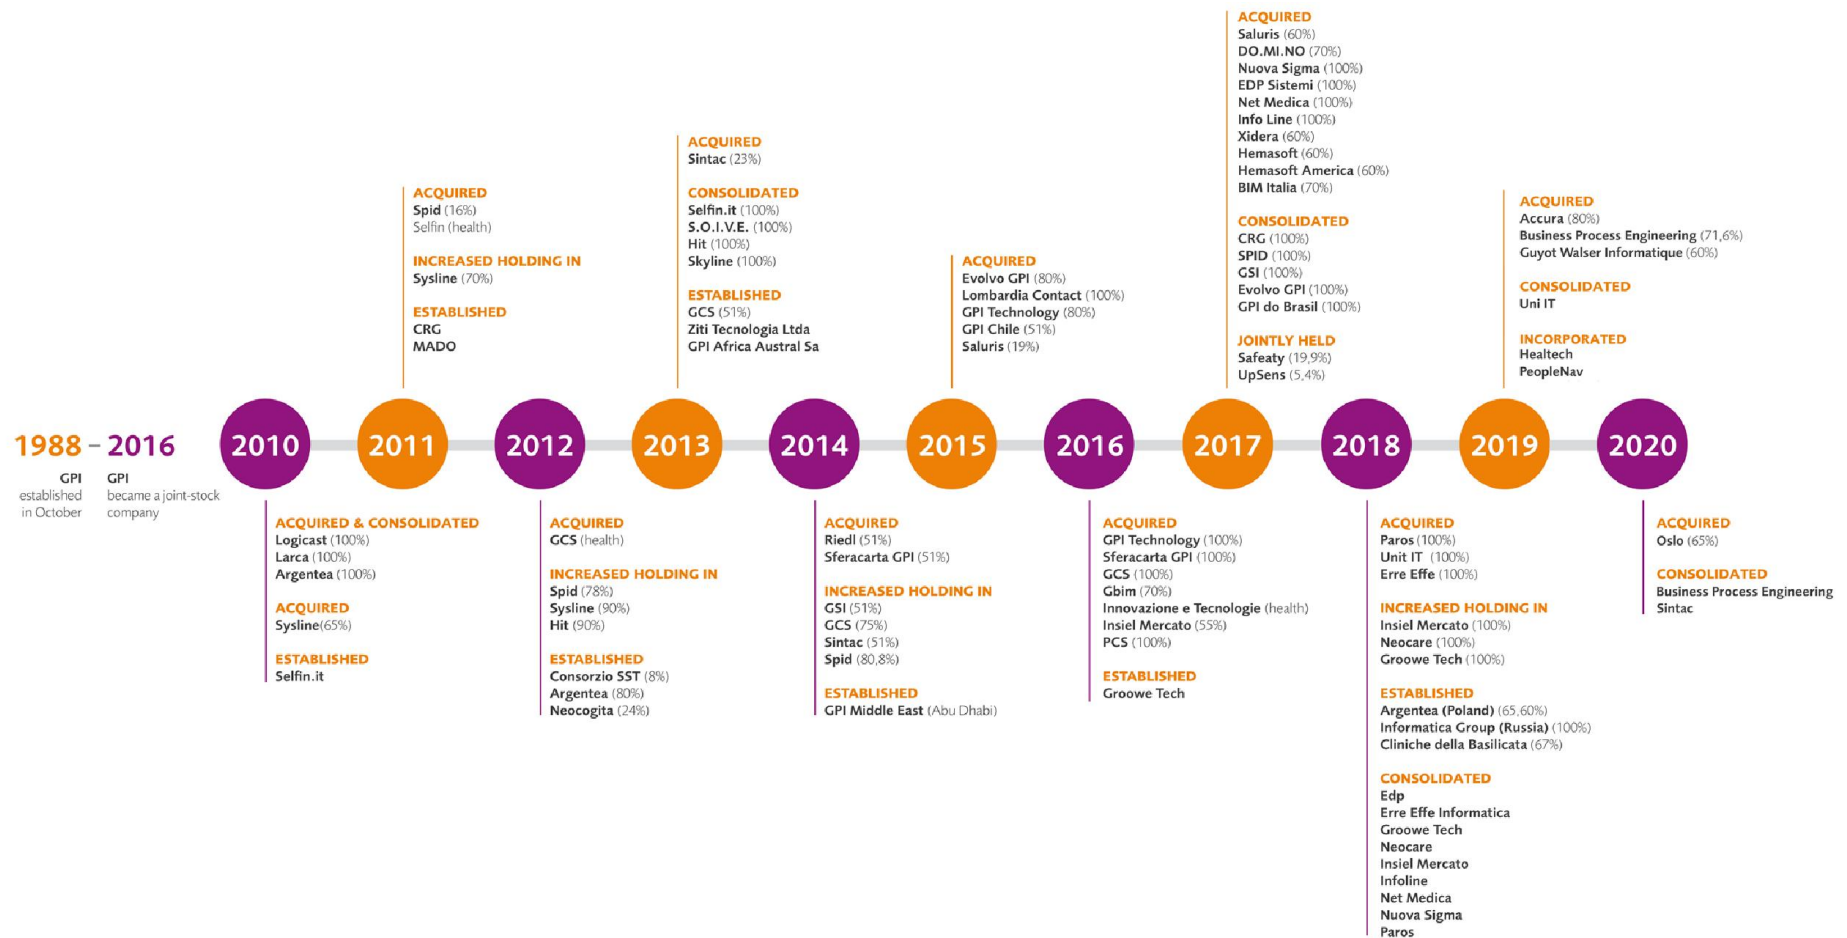 1988 – 2016
GPI
established
in October
GPI
became a joint-stock
company
2010
ACQUIRED & CONSOLIDATED
Logicast (100%)
Larca (100%)
Argentea (100%)
ACQUIRED
Sysline(65%)
ESTABLISHED
Selfin.it
2011
ACQUIRED
Spid (16%)
Selfin (health)
INCREASED HOLDING IN
Sysline (70%)
ESTABLISHED
CRG
MADO
2012
ACQUIRED
GCS (health)
INCREASED HOLDING IN
Spid (78%)
Sysline (90%)
Hit (90%)
ESTABLISHED
Consorzio SST (8%)
Argentea (80%)
Neocogita (24%)
2013
ACQUIRED
Sintac (23%)
CONSOLIDATED
Selfin.it (100%)
S.O.I.V.E. (100%)
Hit (100%)
Skyline (100%)
ESTABLISHED
GCS (51%)
Ziti Tecnologia Ltda
GPI Africa Austral Sa
2014
ACQUIRED
Riedl (51%)
Sferacarta GPI (51%)
INCREASED HOLDING IN
GSI (51%)
GCS (75%)
Sintac (51%)
Spid (80,8%)
ESTABLISHED
GPI Middle East (Abu Dhabi)
2015
ACQUIRED
Evolvo GPI (80%)
Lombardia Contact (100%)
GPI Technology (80%)
GPI Chile (51%)
Saluris (19%)
2016
ACQUIRED
GPI Technology (100%)
Sferacarta GPI (100%)
GCS (100%)
Gbim (70%)
Innovazione e Tecnologie (health)
Insiel Mercato (55%)
PCS (100%)
ESTABLISHED
Groowe Tech
2017
ACQUIRED
Saluris (60%)
DO.MI.NO (70%)
Nuova Sigma (100%)
EDP Sistemi (100%)
Net Medica (100%)
Info Line (100%)
Xidera (60%)
Hemasoft (60%)
Hemasoft America (60%)
BIM Italia (70%)
CONSOLIDATED
CRG (100%)
SPID (100%)
GSI (100%)
Evolvo GPI (100%)
GPI do Brasil (100%)
JOINTLY HELD
Safeaty (19,9%)
UpSens (5,4%)
2018
ACQUIRED
Paros (100%)
Unit IT (100%)
Erre Effe (100%)
INCREASED HOLDING IN
Insiel Mercato (100%)
Neocare (100%)
Groowe Tech (100%)
ESTABLISHED
Argentea (Poland) (65,60%)
Informatica Group (Russia) (100%)
Cliniche della Basilicata (67%)
CONSOLIDATED
Edp
Erre Effe Informatica
Groowe Tech
Neocare
Insiel Mercato
Infoline
Net Medica
Nuova Sigma
Paros
2019
ACQUIRED
Accura (80%)
Business Process Engineering (71,6%)
Guyot Walser Informatique (60%)
CONSOLIDATED
Uni IT
INCORPORATED
Healtech
PeopleNav
2020
ACQUIRED
Oslo (65%)
CONSOLIDATED
Business Process Engineering
Sintac